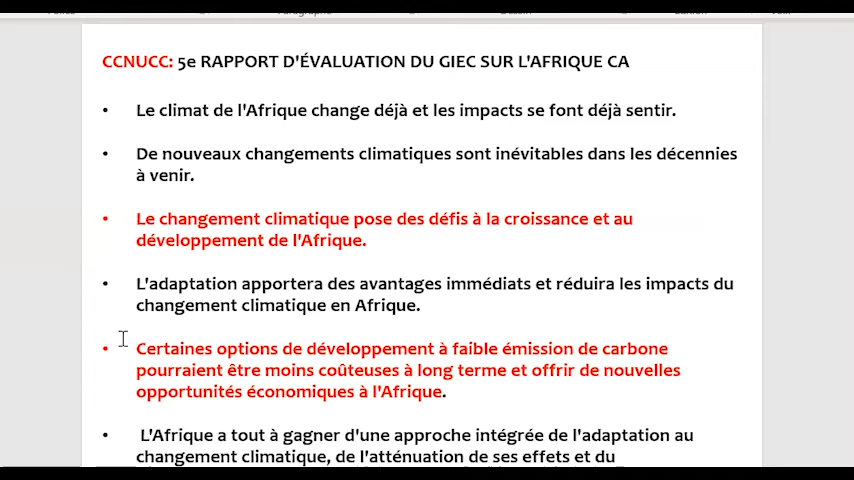 CCNUCC: 5e RAPPORT D'ÉVALUATION DU GIEC SUR L'AFRIQUE CA
• Le climat de l'Afrique change déjà et les impacts se font déjà sentir.
• De nouveaux changements climatiques sont inévitables dans les décennies
à venir.
• Le changement climatique pose des défis à la croissance et au
développement de l'Afrique.
• L'adaptation apportera des avantages immédiats et réduira les impacts du
changement climatique en Afrique.
• Certaines options de développement à faible émission de carbone
pourraient être moins coûteuses à long terme et offrir de nouvelles
opportunités économiques à l'Afrique.
• L'Afrique a tout à gagner d'une approche intégrée de l'adaptation au
changement climatique, de l'atténuation de ses effets et du